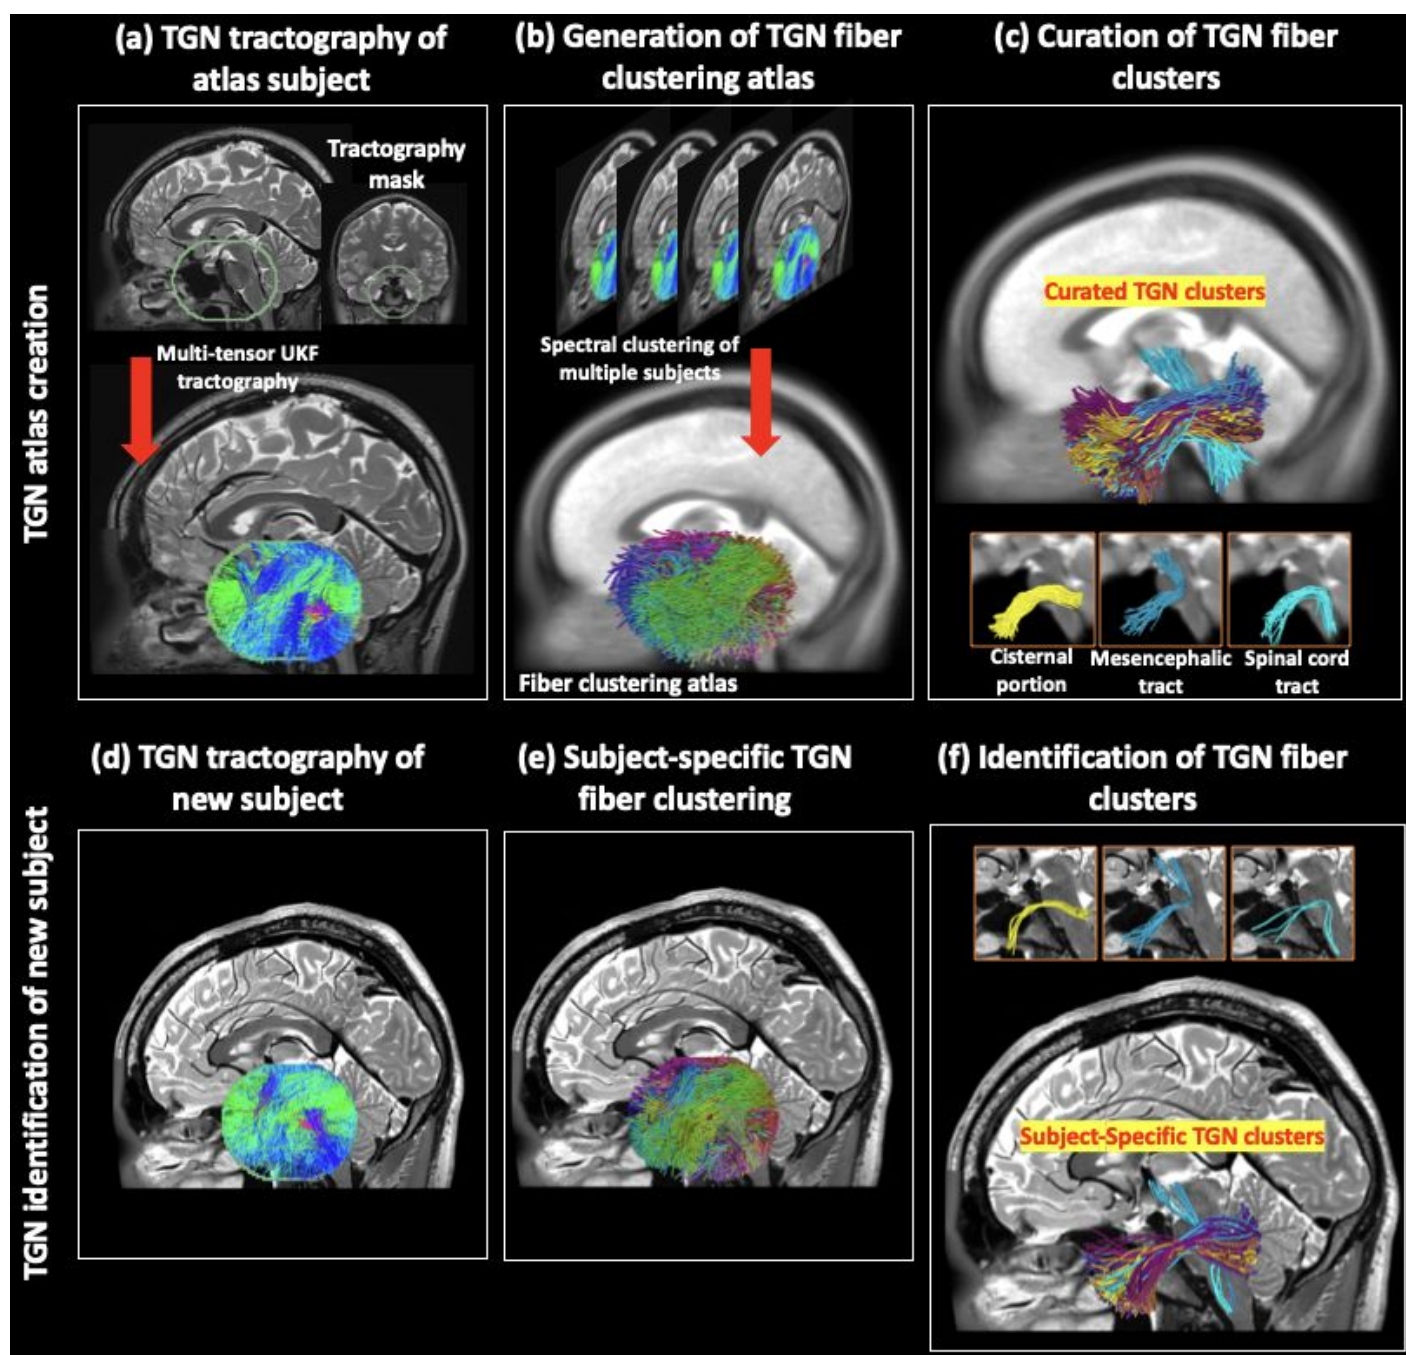 (a) TGN tractography of
atlas subject
(b) Generation of TGN fiber
clustering atlas
(c) Curation of TGN fiber
clusters
TGN atlas creation
Tractography
mask
Multi-tensor UKF
tractography
Spectral clustering of
multiple subjects
Fiber clustering atlas
Curated TGN clusters
Cisternal
portion
Mesencephalic
tract
Spinal cord
tract
(d) TGN tractography of
new subject
(e) Subject-specific TGN
fiber clustering
(f) Identification of TGN fiber
clusters
TGN identification of new subject
Subject-Specific TGN clusters